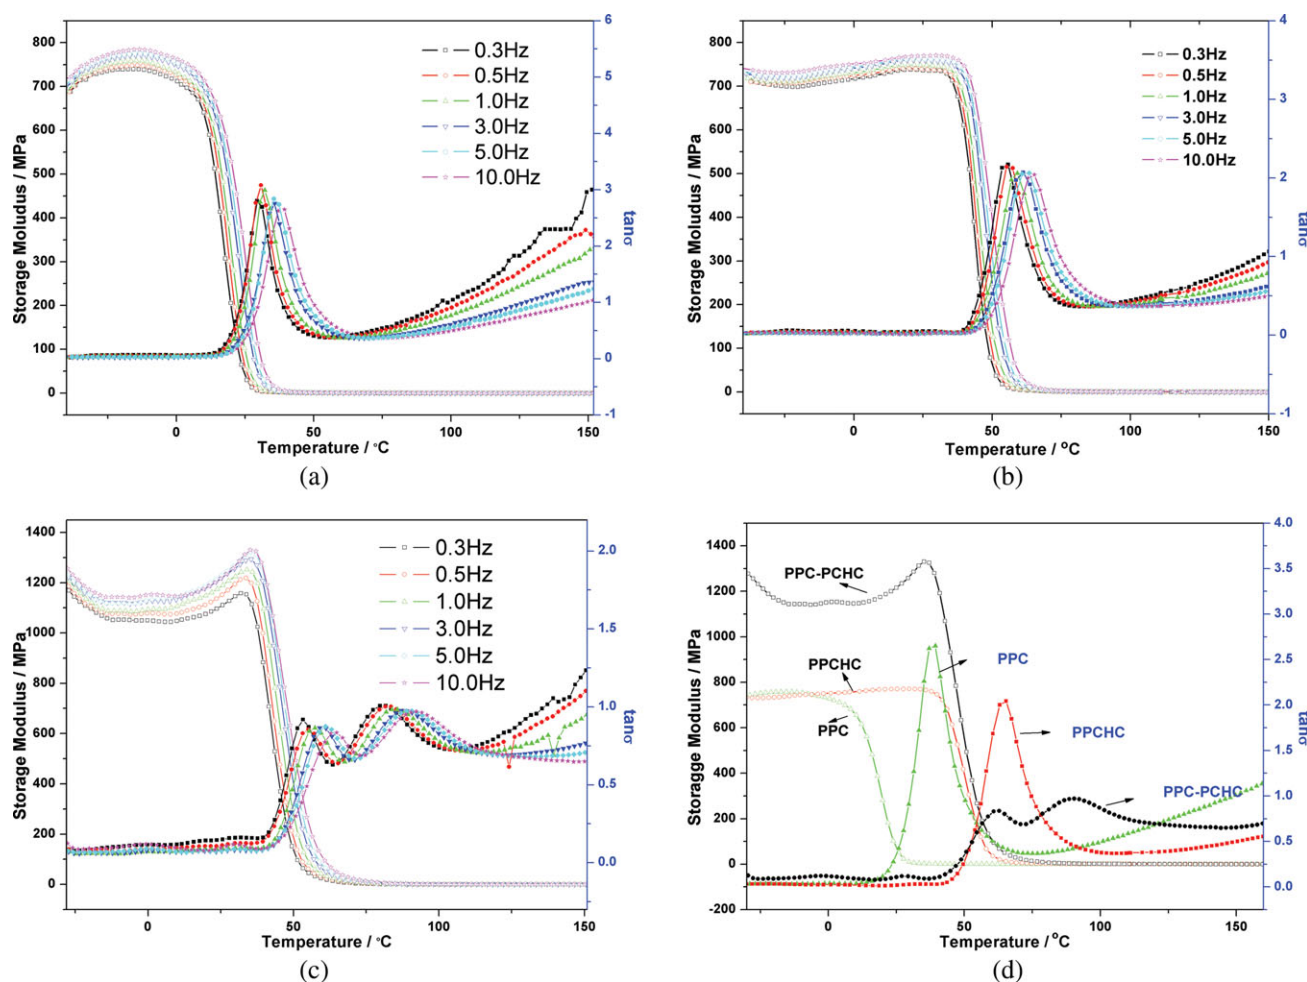 800
700
600
500
400
300
200
100
0
Storage Moludus / MPa
0
50
100
150
Temperature / °C
6
5
4
3
2
1
0
-1
tanσ
0.3Hz
0.5Hz
1.0Hz
3.0Hz
5.0Hz
10.0Hz
(a)
800
700
600
500
400
300
200
100
0
Storage Moludus / MPa
0
50
100
150
Temperature / °C
4
3
2
1
0
-1
tanσ
0.3Hz
0.5Hz
1.0Hz
3.0Hz
5.0Hz
10.0Hz
(b)
1400
1200
1000
800
600
400
200
0
Storage Modulus / MPa
0
50
100
150
Temperature / °C
2.0
1.5
1.0
0.5
0.0
tanσ
0.3Hz
0.5Hz
1.0Hz
3.0Hz
5.0Hz
10.0Hz
(c)
1400
1200
1000
800
600
400
200
0
-200
Storagge Modulus / MPa
0
50
100
150
Temperature / °C
4.0
3.5
3.0
2.5
2.0
1.5
1.0
0.5
0.0
tanσ
PPC-PCHC
PPCHC
PPC
PPC
PPCHC
PPC-PCHC
(d)